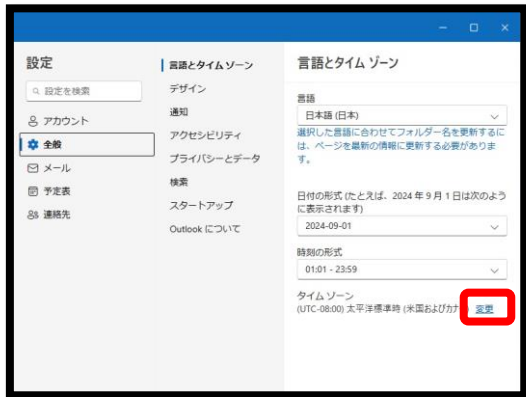 設定
設定を検索
アカウント
全般
メール
予定表
連絡先
言語とタイム ゾーン
デザイン
通知
アクセシビリティ
プライバシーとデータ
検索
スタートアップ
Outlook について
言語とタイム ゾーン
言語
日本語 (日本)
選択した言語に合わせてフォルダー名を更新するに
は、ページを最新の情報に更新する必要がありま
す。
日付の形式 (たとえば、2024 年 9 月 1 日は次のよう
に表示されます)
2024-09-01
時刻の形式
01:01 - 23:59
タイム ゾーン
(UTC-08:00) 太平洋標準時 (米国およびカナ 変更